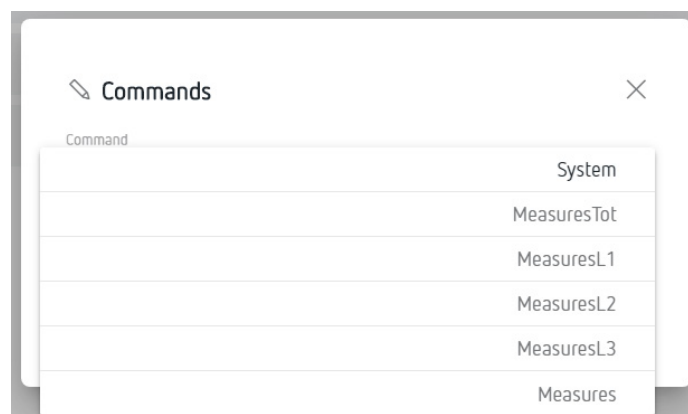 Commands
Command
System
MeasuresTot
MeasuresL1
MeasuresL2
MeasuresL3
Measures